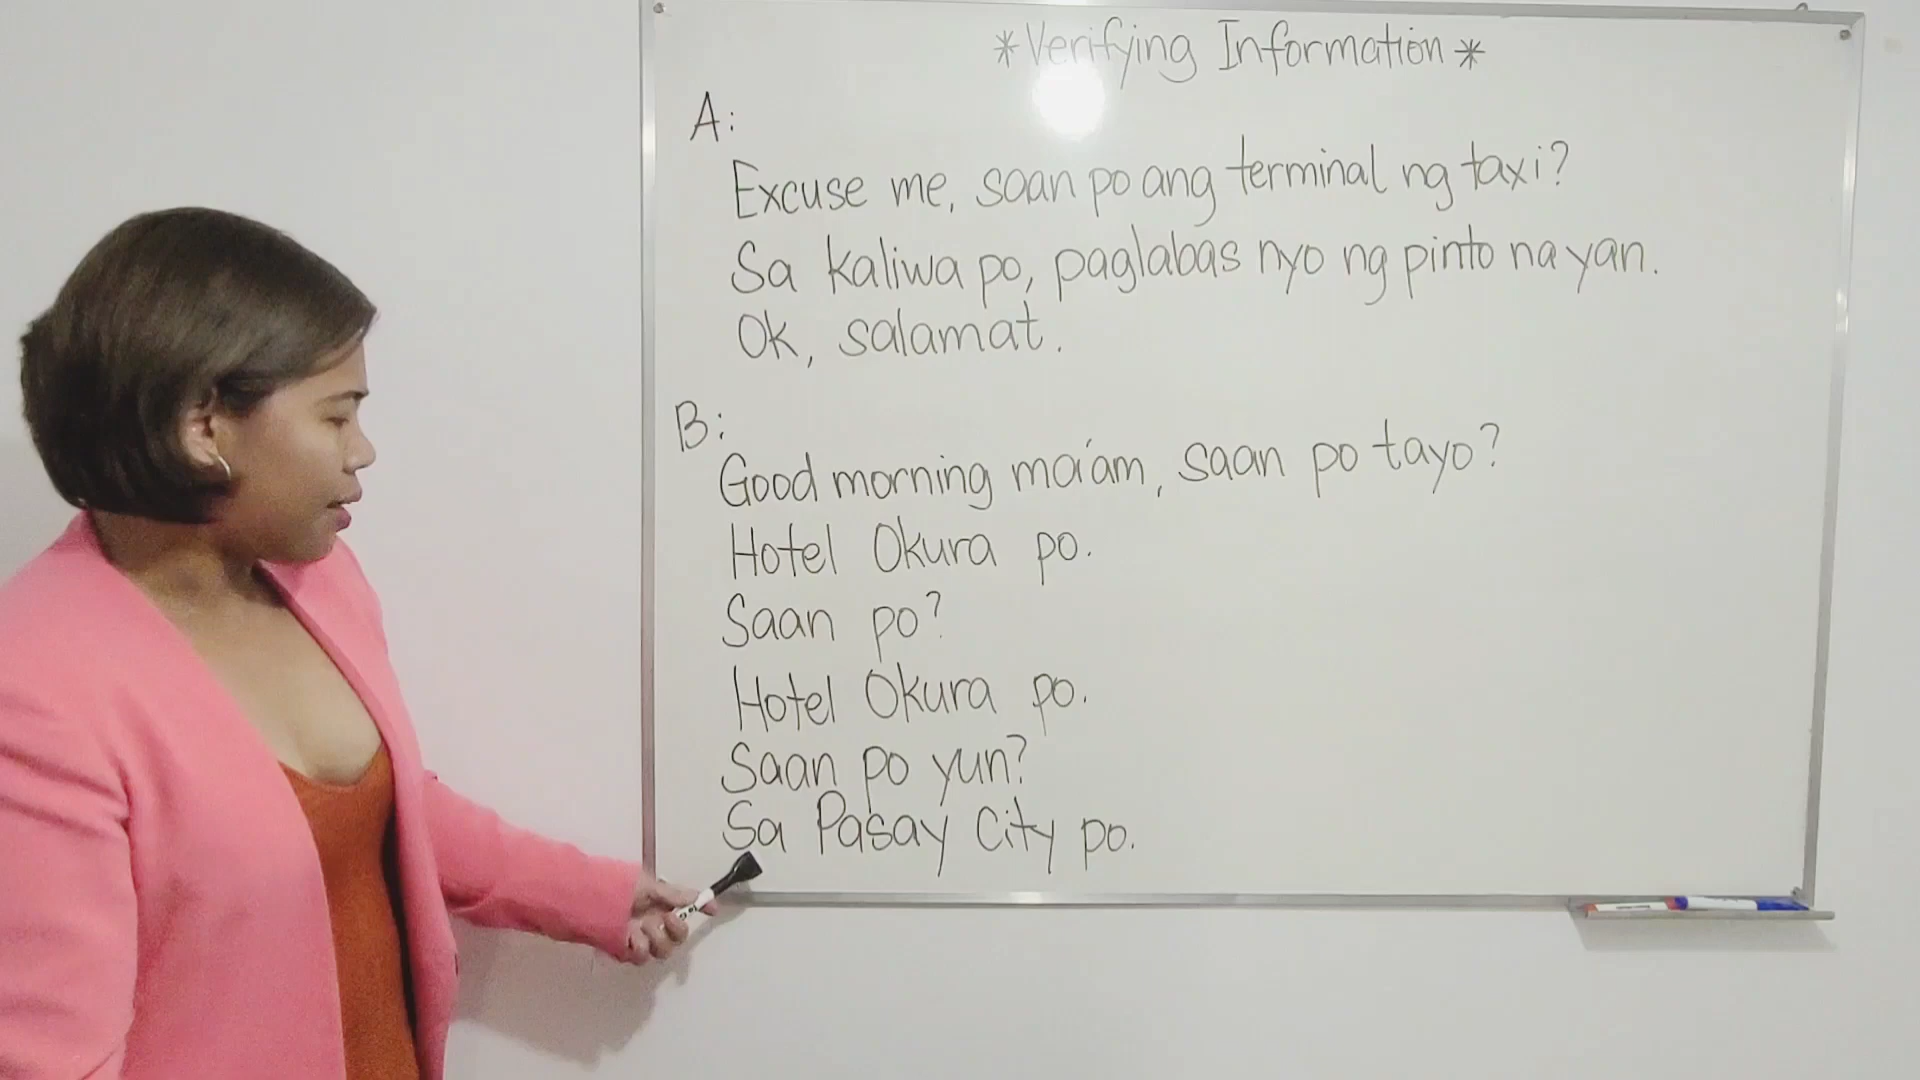 *Verifying Information*
A:
Excuse me, saan po ang terminal ng taxi?
Sa kaliwa po, paglabas nyo ng pinto na yan.
Ok, salamat.
B:
Good morning ma'am, saan po tayo?
Hotel Okura po.
Saan po?
Hotel Okura po.
Saan po yun?
Sa Pasay City po.